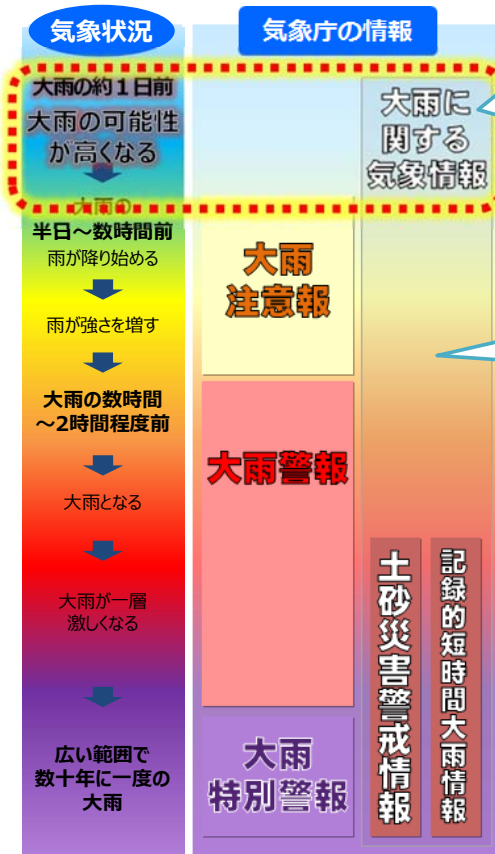 気象状況
気象庁の情報
大雨の約1日前
大雨の可能性
が高くなる
大雨の
半日～数時間前
雨が降り始める
雨が強さを増す
大雨の数時間
～2時間程度前
大雨となる
大雨が一層
激しくなる
広い範囲で
数十年に一度の
大雨
大雨
注意報
大雨警報
大雨
特別警報
大雨に
関する
気象情報
土砂災害警戒情報
記録的短時間大雨情報